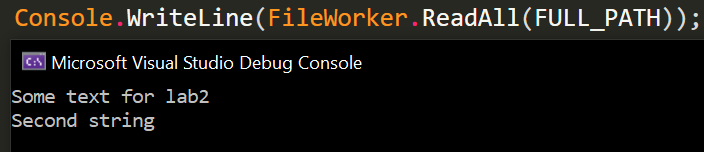 Console.WriteLine(FileWorker.ReadAll(FULL_PATH));
C:\ Microsoft Visual Studio Debug Console
Some text for lab2
Second string